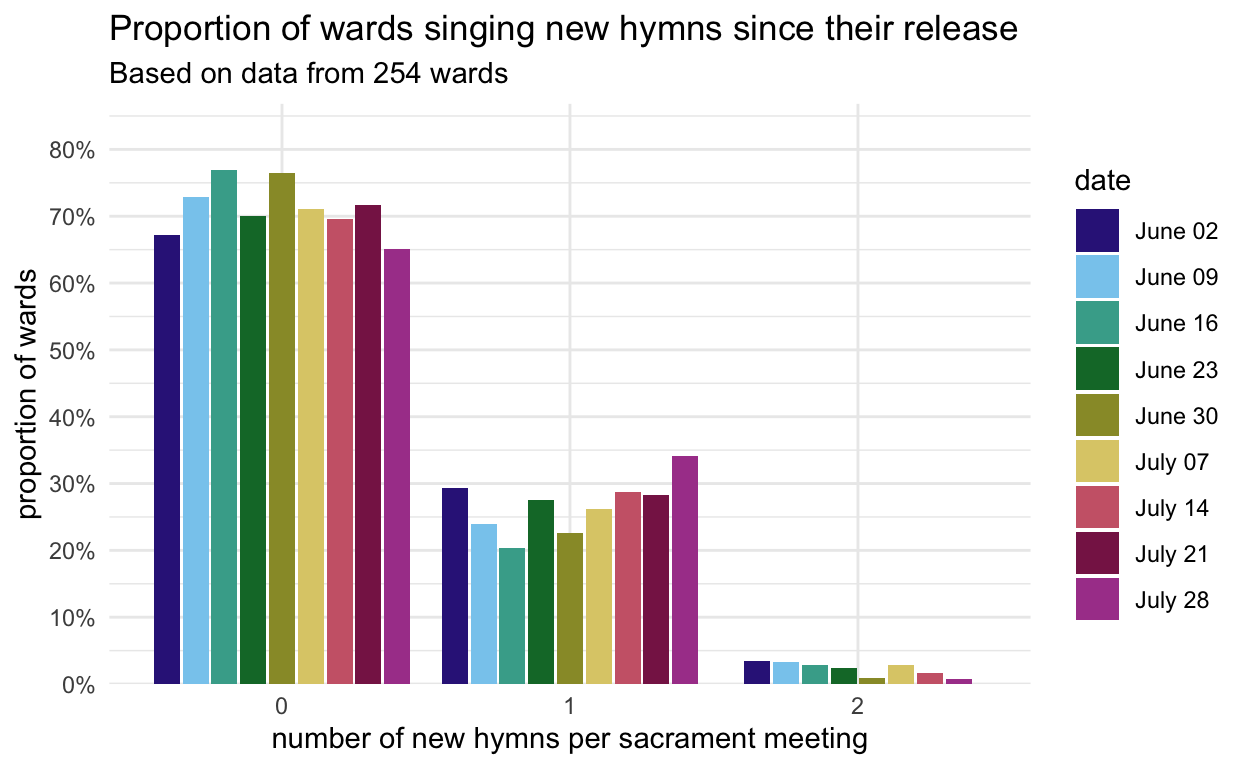 Proportion of wards singing new hymns since their release
Based on data from 254 wards
80%
70%
60%
50%
40%
30%
20%
10%
0%
proportion of wards
0
1
2
number of new hymns per sacrament meeting
date
June 02
June 09
June 16
June 23
June 30
July 07
July 14
July 21
July 28